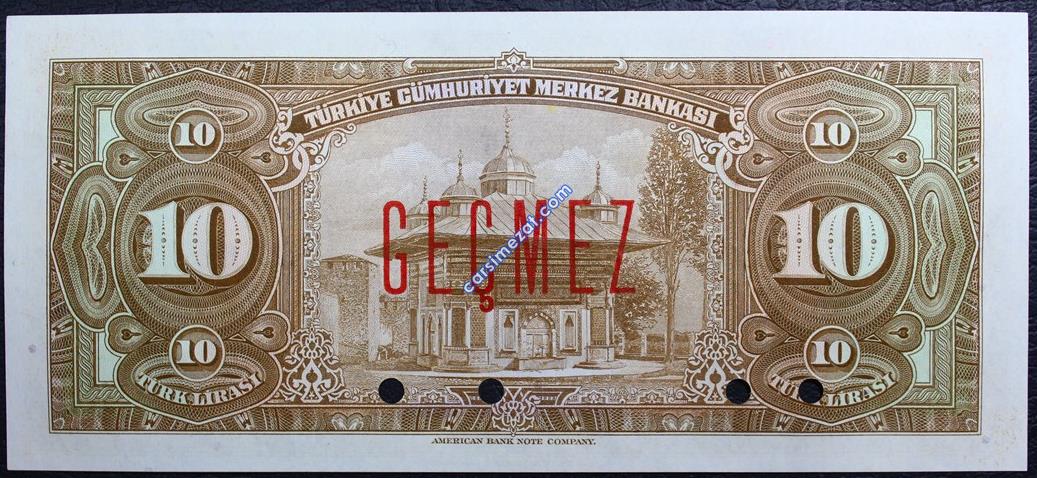 TÜRKİYE CÜMHURİYET MERKEZ BANKASI
10 10
10 10
GEÇMEZ
carsimezat.com
10 10
TÜRK LİRASI TÜRK LİRASI
AMERICAN BANK NOTE COMPANY.